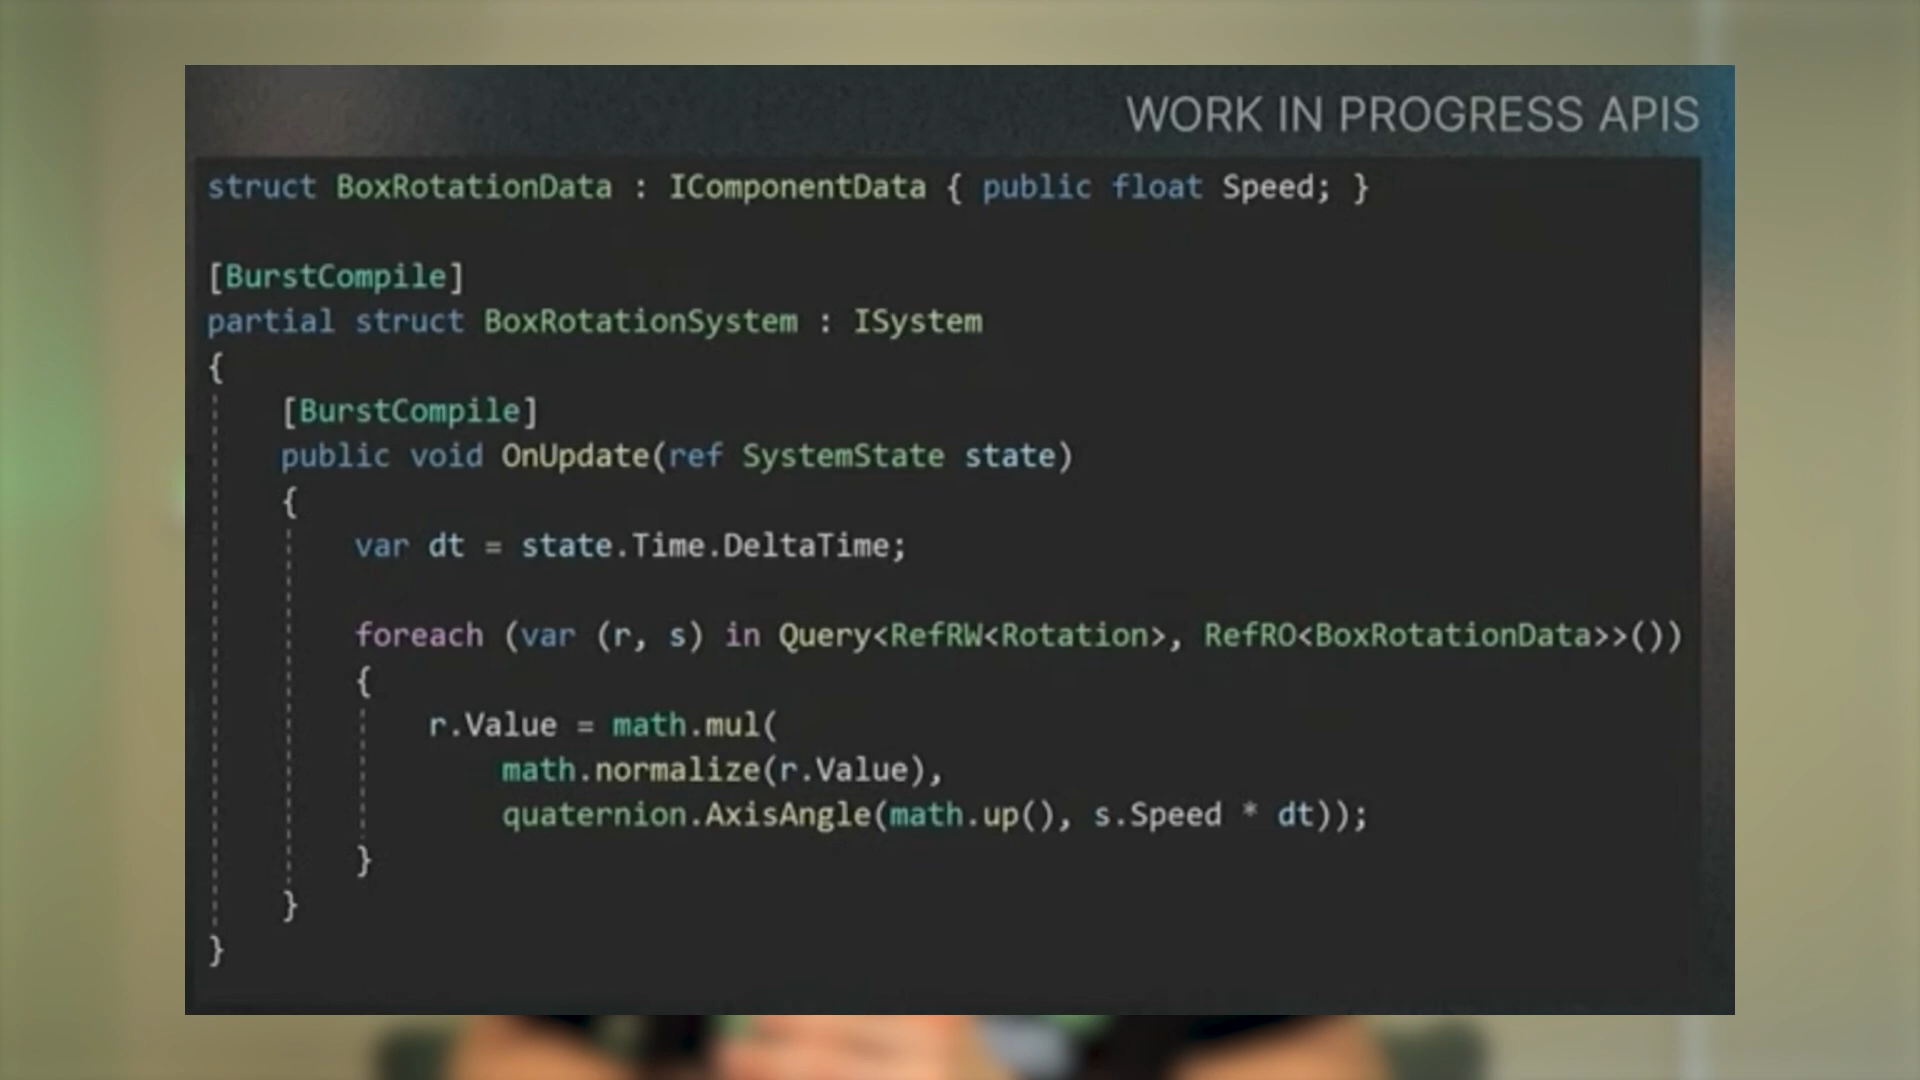 WORK IN PROGRESS APIS
struct BoxRotationData : IComponentData { public float Speed; }
[BurstCompile]
partial struct BoxRotationSystem : ISystem
{
[BurstCompile]
public void OnUpdate(ref SystemState state)
{
var dt = state.Time.DeltaTime;
foreach (var (r, s) in Query<RefRW<Rotation>, RefRO<BoxRotationData>>())
{
r.Value = math.mul(
math.normalize(r.Value),
quaternion.AxisAngle(math.up(), s.Speed * dt));
}
}
}